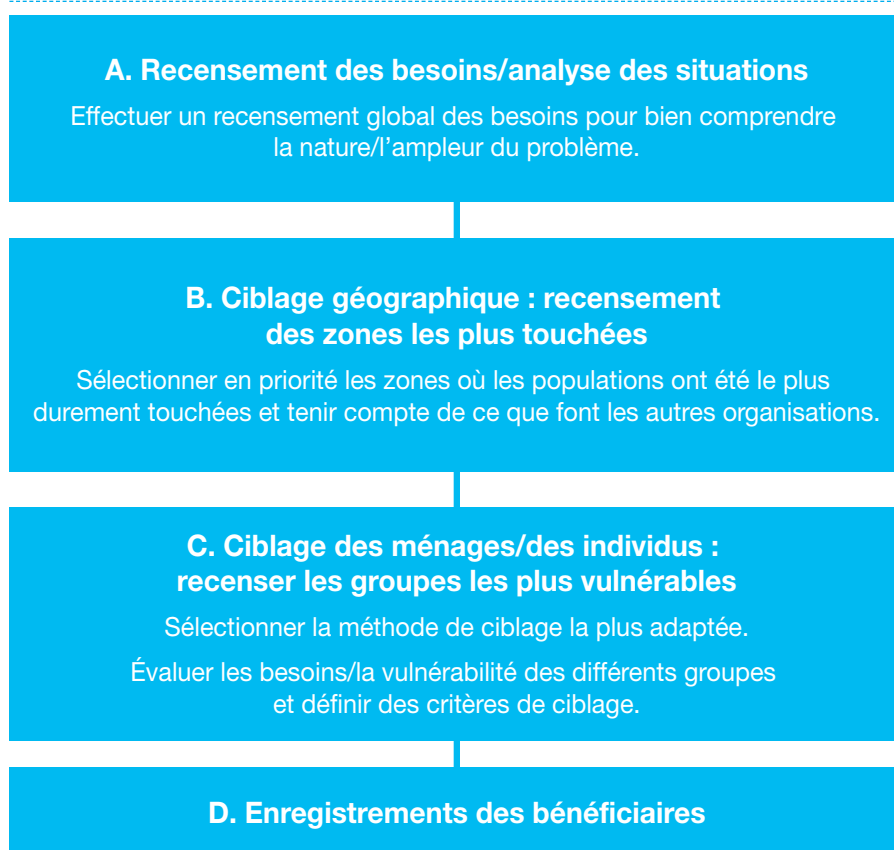 A. Recensement des besoins/analyse des situations
Effectuer un recensement global des besoins pour bien comprendre
la nature/l'ampleur du problème.
B. Ciblage géographique : recensement
des zones les plus touchées
Sélectionner en priorité les zones où les populations ont été le plus
durement touchées et tenir compte de ce que font les autres organisations.
C. Ciblage des ménages/des individus :
recenser les groupes les plus vulnérables
Sélectionner la méthode de ciblage la plus adaptée.
Évaluer les besoins/la vulnérabilité des différents groupes
et définir des critères de ciblage.
D. Enregistrements des bénéficiaires